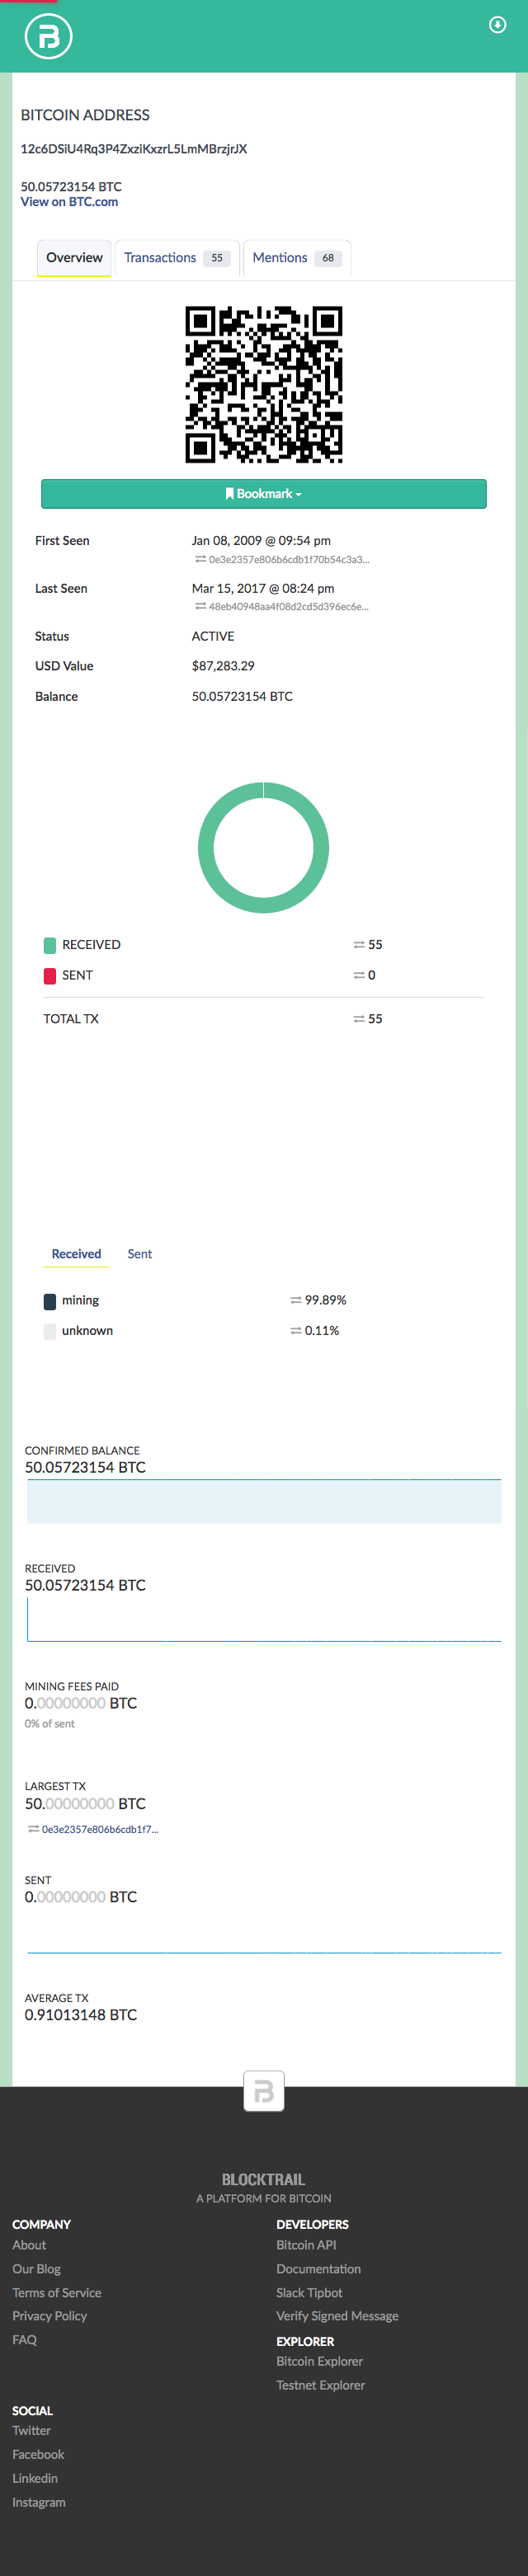 BITCOIN ADDRESS
12c6DSiU4Rq3P4ZxziKxzrL5LmMBrzjrJX
50.05723154 BTC
View on BTC.com
Overview Transactions 55 Mentions 68
Bookmark
First Seen Jan 08, 2009 @ 09:54 pm
0e3e2357e806b6cdb1f70b54c3a3...
Last Seen Mar 15, 2017 @ 08:24 pm
48eb40948aa4f08d2cd5d396ec6e...
Status ACTIVE
USD Value $87,283.29
Balance 50.05723154 BTC
RECEIVED 55
SENT 0
TOTAL TX 55
Received Sent
mining 99.89%
unknown 0.11%
CONFIRMED BALANCE
50.05723154 BTC
RECEIVED
50.05723154 BTC
MINING FEES PAID
0.00000000 BTC
0% of sent
LARGEST TX
50.00000000 BTC
0e3e2357e806b6cdb1f7...
SENT
0.00000000 BTC
AVERAGE TX
0.91013148 BTC
BLOCKTRAIL
A PLATFORM FOR BITCOIN
COMPANY
About
Our Blog
Terms of Service
Privacy Policy
FAQ
DEVELOPERS
Bitcoin API
Documentation
Slack Tipbot
Verify Signed Message
EXPLORER
Bitcoin Explorer
Testnet Explorer
SOCIAL
Twitter
Facebook
Linkedin
Instagram